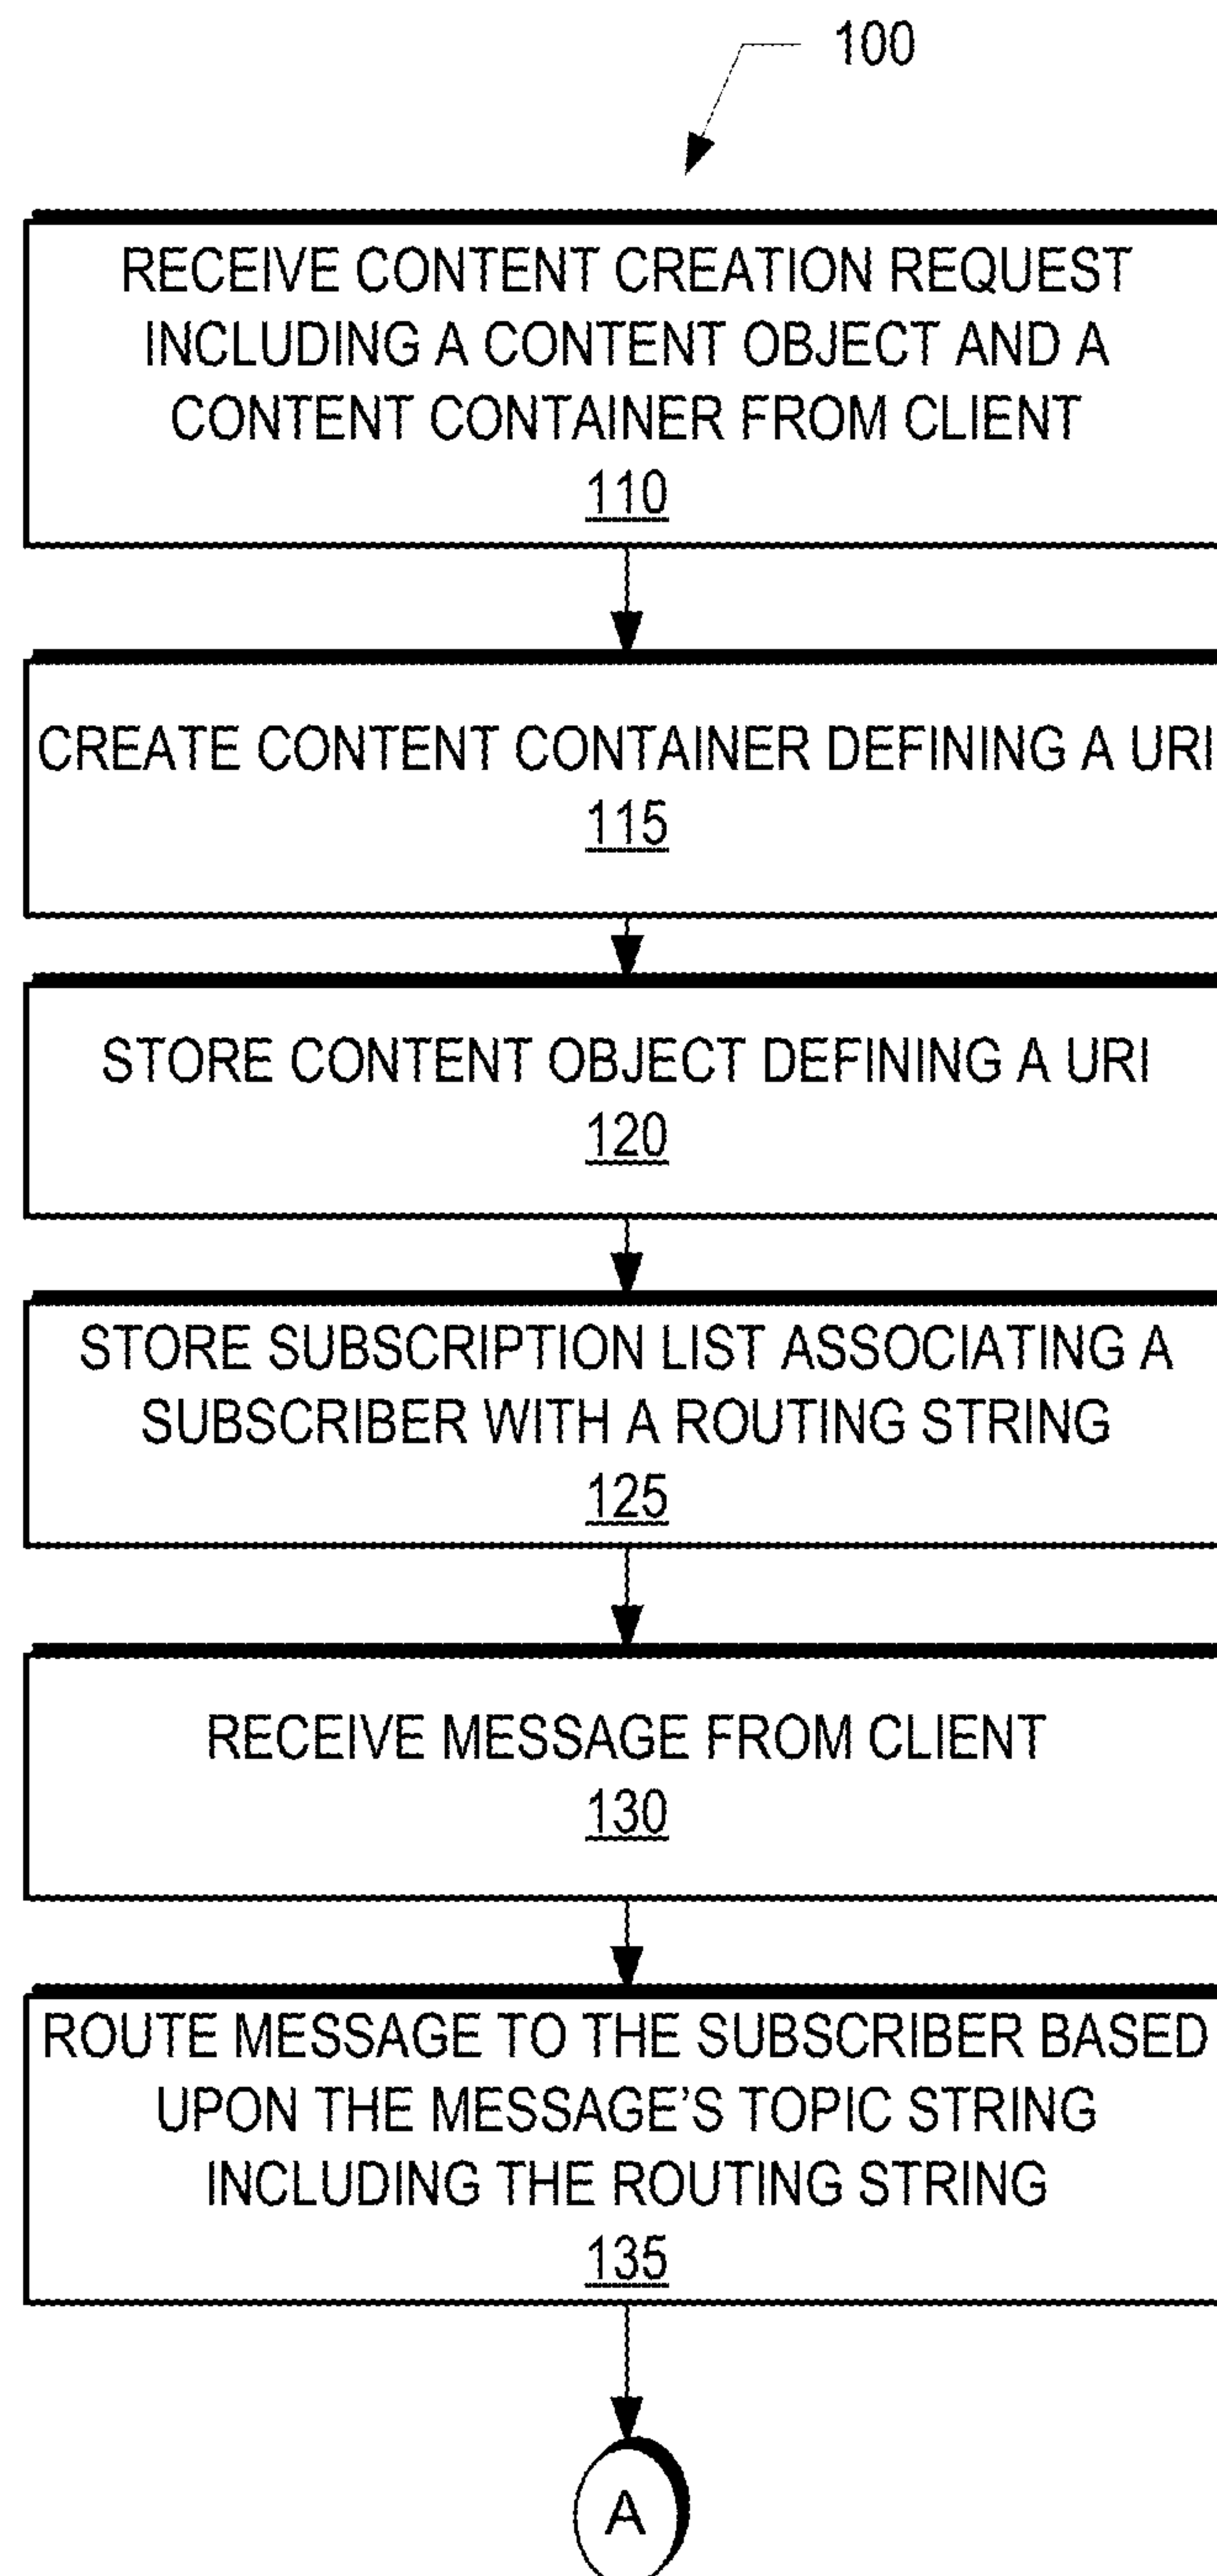 100
RECEIVE CONTENT CREATION REQUEST
INCLUDING A CONTENT OBJECT AND A
CONTENT CONTAINER FROM CLIENT
110
CREATE CONTENT CONTAINER DEFINING A URI
115
STORE CONTENT OBJECT DEFINING A URI
120
STORE SUBSCRIPTION LIST ASSOCIATING A
SUBSCRIBER WITH A ROUTING STRING
125
RECEIVE MESSAGE FROM CLIENT
130
ROUTE MESSAGE TO THE SUBSCRIBER BASED
UPON THE MESSAGE’S TOPIC STRING
INCLUDING THE ROUTING STRING
135
A